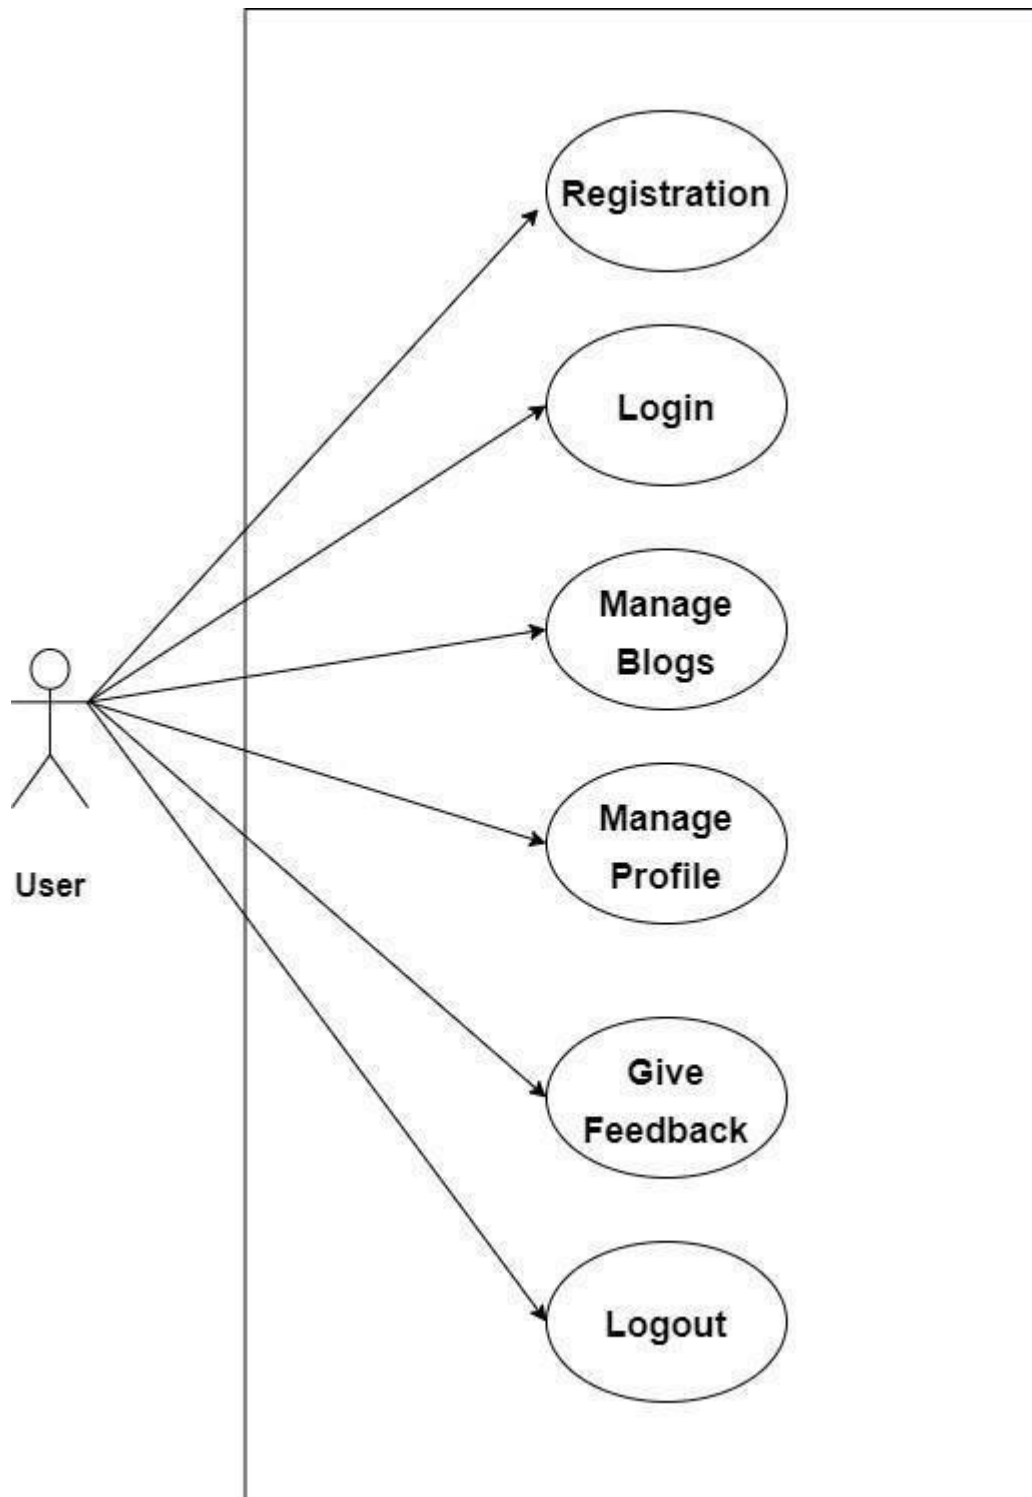 Registration
Login
Manage
Blogs
Manage
Profile
User
Give
Feedback
Logout